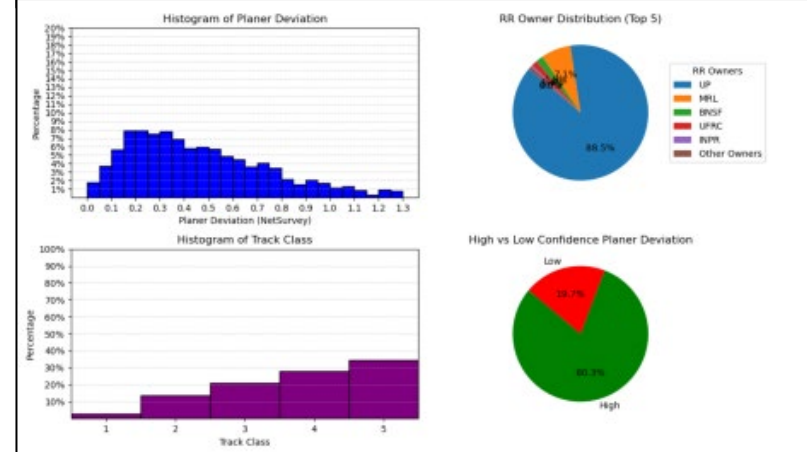 Histogram of Planer Deviation
20%
19%
18%
17%
16%
15%
14%
13%
12%
11%
10%
9%
8%
7%
6%
5%
4%
3%
2%
1%
Percentage
0.0 0.1 0.2 0.3 0.4 0.5 0.6 0.7 0.8 0.9 1.0 1.1 1.2 1.3
Planer Deviation (NetSurvey)
RR Owner Distribution (Top 5)
7.1%
88.5%
RR Owners
UP
MRL
BNSF
UFRC
INPR
Other Owners
Histogram of Track Class
100%
90%
80%
70%
60%
50%
40%
30%
20%
10%
Percentage
1 2 3 4 5
Track Class
High vs Low Confidence Planer Deviation
Low
19.7%
80.3%
High